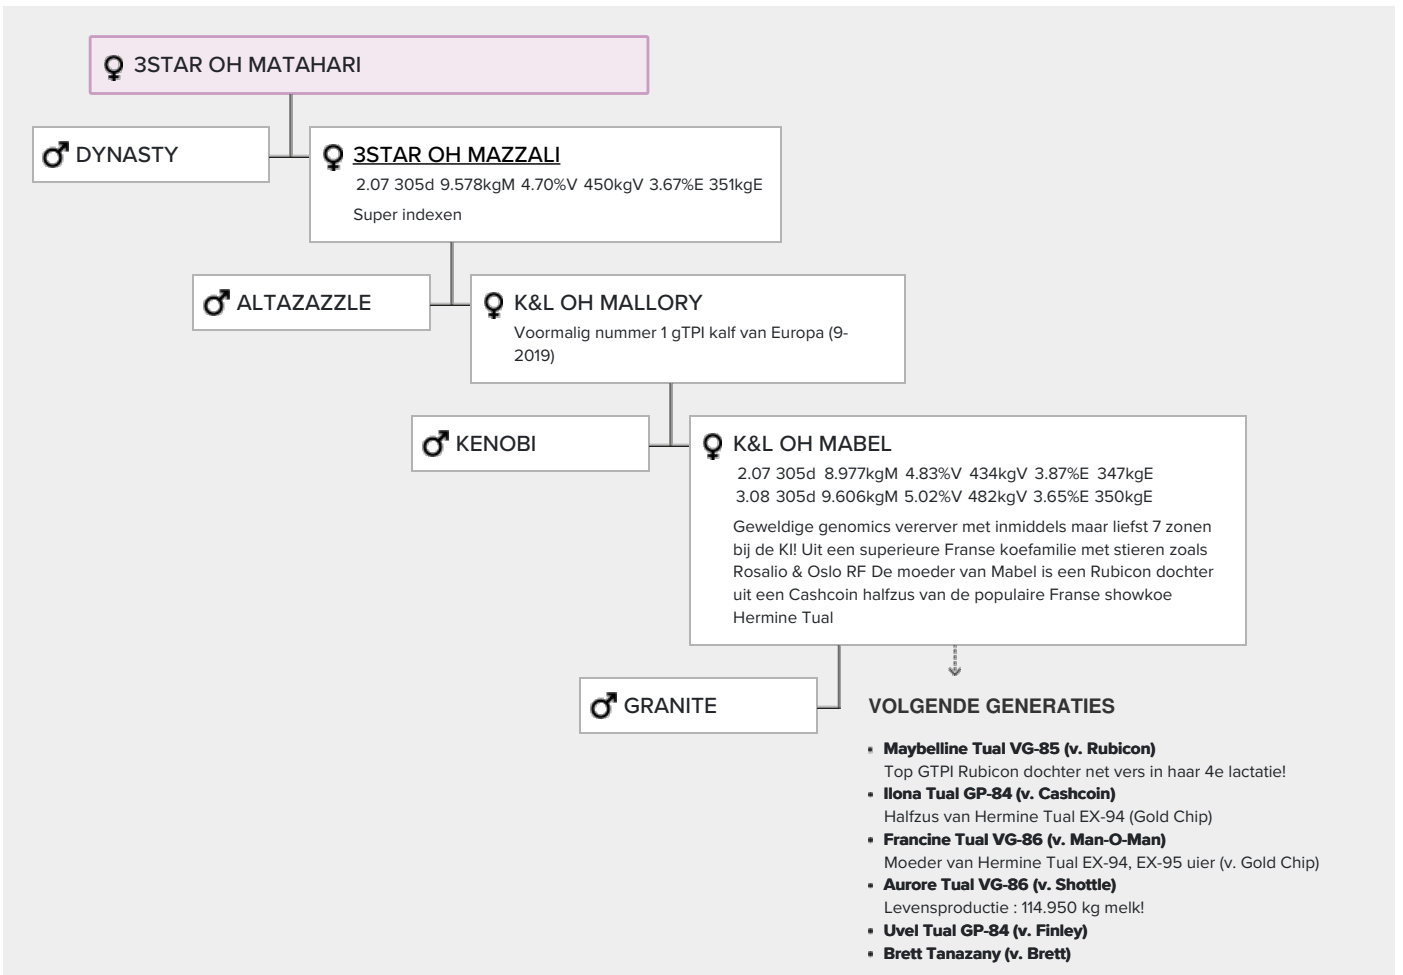 3STAR OH MATAHARI
DYNASTY
3STAR OH MAZZALI
2.07 305d 9.578kgM 4.70%V 450kgV 3.67%E 351kgE
Super indexen
ALTAZAZZLE
K&L OH MALLORY
Voormalig nummer 1 gTPI kalf van Europa (9-
2019)
KENOBI
K&L OH MABEL
2.07 305d 8.977kgM 4.83%V 434kgV 3.87%E 347kgE
3.08 305d 9.606kgM 5.02%V 482kgV 3.65%E 350kgE
Geweldige genomics vererver met inmiddels maar liefst 7 zonen
bij de KI! Uit een superieure Franse koefamilie met stieren zoals
Rosalio & Oslo RF De moeder van Mabel is een Rubicon dochter
uit een Cashcoin halfzus van de populaire Franse showkoe
Hermine Tual
GRANITE
VOLGENDE GENERATIES
• Maybelline Tual VG-85 (v. Rubicon)
Top GTPI Rubicon dochter net vers in haar 4e lactatie!
• Ilona Tual GP-84 (v. Cashcoin)
Halfzus van Hermine Tual EX-94 (Gold Chip)
• Francine Tual VG-86 (v. Man-O-Man)
Moeder van Hermine Tual EX-94, EX-95 uier (v. Gold Chip)
• Aurore Tual VG-86 (v. Shottle)
Levensproductie : 114.950 kg melk!
• Uvel Tual GP-84 (v. Finley)
• Brett Tanazany (v. Brett)